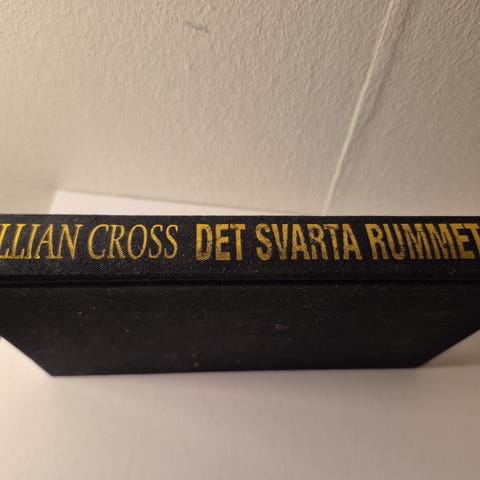 LLIAN CROSS DET SVARTA RUMMET